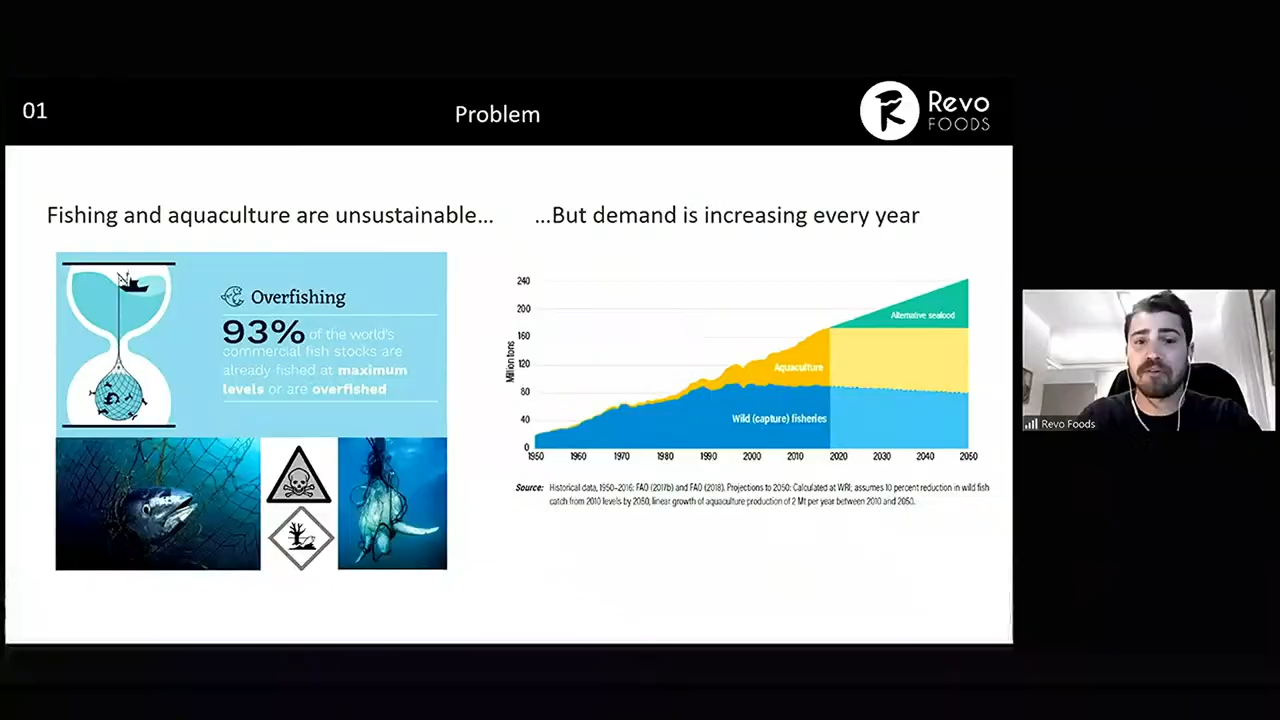 01
Problem
Revo
FOODS
Fishing and aquaculture are unsustainable...
...But demand is increasing every year
Overfishing
93% of the world's
commercial fish stocks are
already fished at maximum
levels or are overfished
Million tons
240
200
160
120
80
40
0
1950
1960
1970
1980
1990
2000
2010
2020
2030
2040
2050
Alternative seafood
Aquaculture
Wild (capture) fisheries
Source: Historical data, 1950–2016: FAO (2017b) and FAO (2018). Projections to 2050: Calculated at WRI; assumes 10 percent reduction in wild fish
catch from 2010 levels by 2050, linear growth of aquaculture production of 2 Mt per year between 2010 and 2050.
Revo Foods